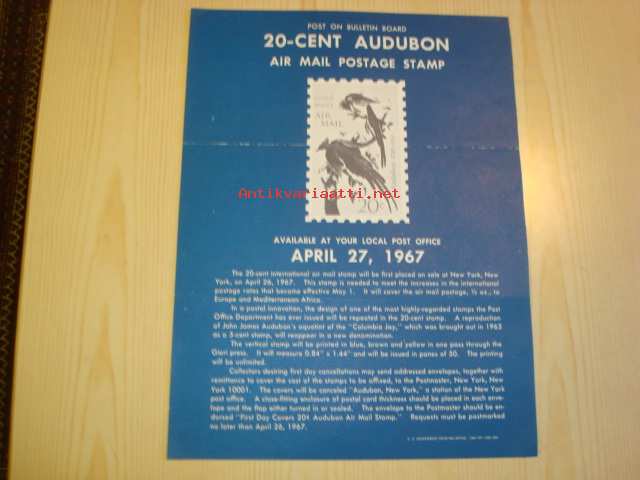 POST ON BULLETIN BOARD
20-CENT AUDUBON
AIR MAIL POSTAGE STAMP
AIR
MAIL
Antikvariaatti.net
20c
AVAILABLE AT YOUR LOCAL POST OFFICE
APRIL 27, 1967
The 20-cent international air mail stamp will be first placed on sale at New York, New
York, on April 26, 1967. This stamp is needed to meet the increases in the international
postage rates that became effective May 1. It will cover the air mail postage, ½ oz., to
Europe and Mediterranean Africa.
In a postal innovation, the design of one of the most highly-regarded stamps the Post
Office Department has ever issued will be repeated in the 20-cent stamp. A reproduction
of John James Audubon's aquatint of the "Columbia Jay," which was brought out in 1963
as a 5-cent stamp, will reappear in a new denomination.
The vertical stamp will be printed in blue, brown and yellow in one pass through the
Giori press. It will measure 0.84" x 1.44" and will be issued in panes of 50. The printing
will be unlimited.
Collectors desiring first day cancellations may send addressed envelopes, together with
remittance to cover the cost of the stamps to be affixed, to the Postmaster, New York, New
York 10001. The covers will be canceled "Audubon, New York," a station of the New York
post office. A close-fitting enclosure of postal card thickness should be placed in each enve-
lope and the flap either turned in or sealed. The envelope to the Postmaster should be en-
dorsed "First Day Covers 20¢ Audubon Air Mail Stamp." Requests must be postmarked
no later than April 26, 1967.